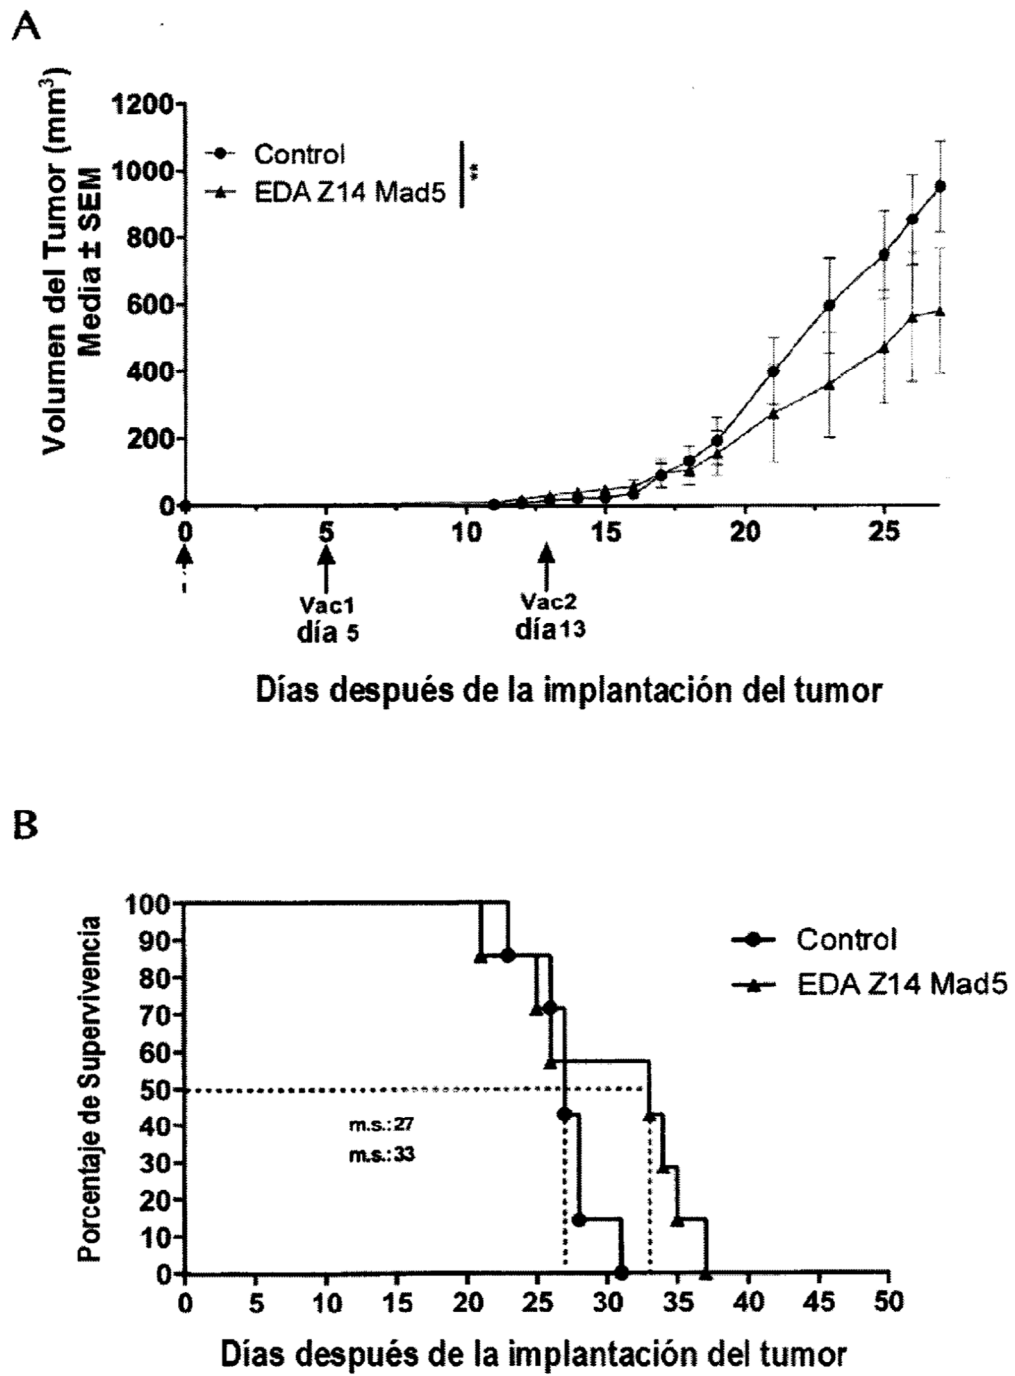 A
Volumen del Tumor (mm³)
Media ± SEM
1200
1000
800
600
400
200
0
Control
EDA Z14 Mad5
**
0 5 10 15 20 25
Vac1
día 5
Vac2
día13
Días después de la implantación del tumor
B
Porcentaje de Supervivencia
100
90
80
70
60
50
40
30
20
10
0
Control
EDA Z14 Mad5
m.s.:27
m.s.:33
0 5 10 15 20 25 30 35 40 45 50
Días después de la implantación del tumor